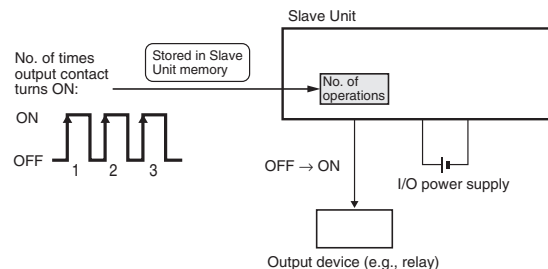 Slave Unit
No. of times
output contact
turns ON:
Stored in Slave
Unit memory
No. of
operations
ON
OFF
1 2 3
OFF → ON
I/O power supply
Output device (e.g., relay)